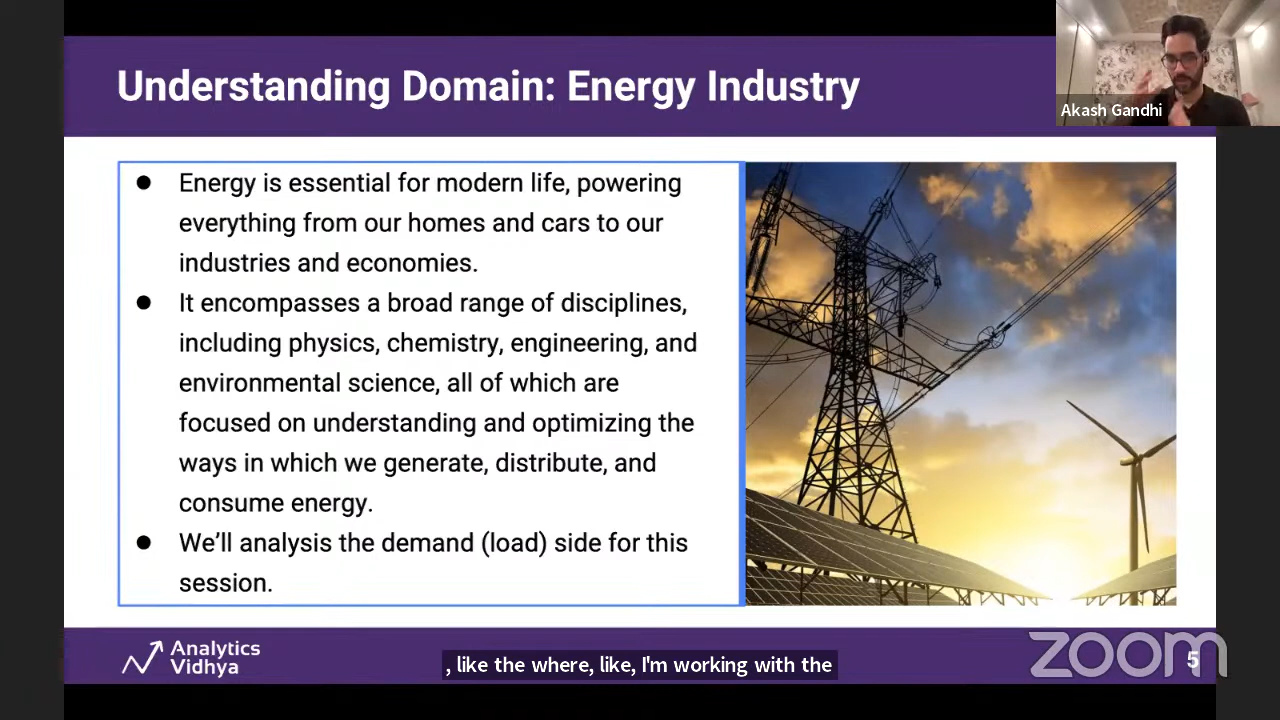 Understanding Domain: Energy Industry
Akash Gandhi
● Energy is essential for modern life, powering
everything from our homes and cars to our
industries and economies.
● It encompasses a broad range of disciplines,
including physics, chemistry, engineering, and
environmental science, all of which are
focused on understanding and optimizing the
ways in which we generate, distribute, and
consume energy.
● We’ll analysis the demand (load) side for this
session.
Analytics
Vidhya
, like the where, like, I'm working with the
zoom
5